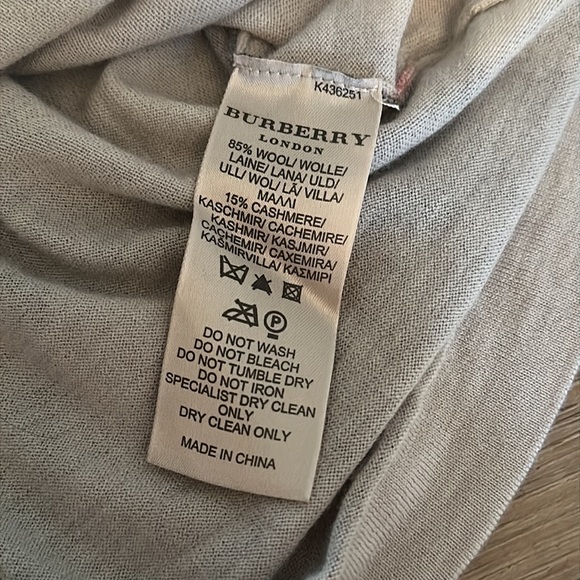 K436251
BURBERRY
LONDON
85% WOOL/ WOLLE/
LAINE/ LANA/ ULD/
ULL/ WOL/ LÃ/ VILLA/
ΜΑΛΛΙ
15% CASHMERE/
KASCHMIR/ CACHEMIRE/
KASHMIR/ KASJMIR/
CACHEMIR/ CAXEMIRA/
KAŠMIRVILLA/ ΚΑΣΜΙΡΙ
P
DO NOT WASH
DO NOT BLEACH
DO NOT TUMBLE DRY
DO NOT IRON
SPECIALIST DRY CLEAN
ONLY
DRY CLEAN ONLY
MADE IN CHINA